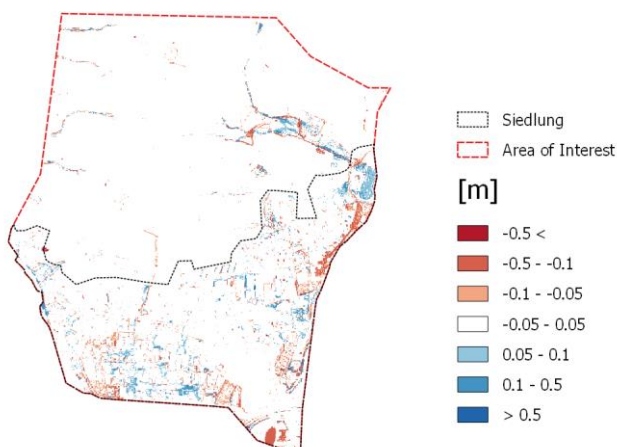 Siedlung
Area of Interest
[m]
-0.5 <
-0.5 - -0.1
-0.1 - -0.05
-0.05 - 0.05
0.05 - 0.1
0.1 - 0.5
> 0.5